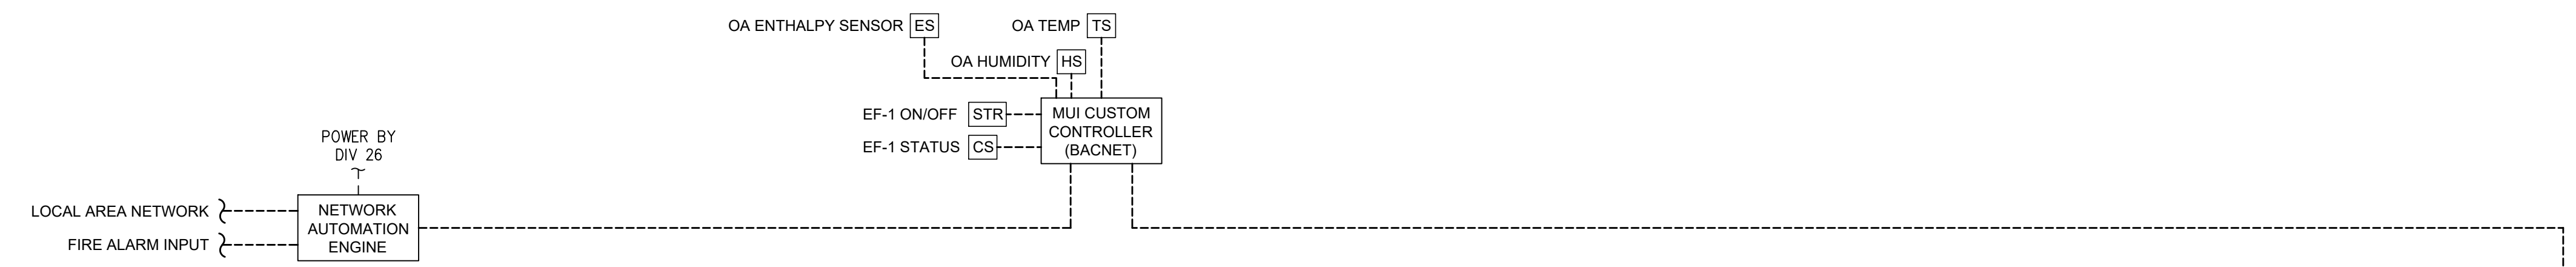 OA ENTHALPY SENSOR ES
OA TEMP TS
OA HUMIDITY HS
EF-1 ON/OFF STR
EF-1 STATUS CS
MUI CUSTOM
CONTROLLER
(BACNET)
POWER BY
DIV 26
LOCAL AREA NETWORK
FIRE ALARM INPUT
NETWORK
AUTOMATION
ENGINE